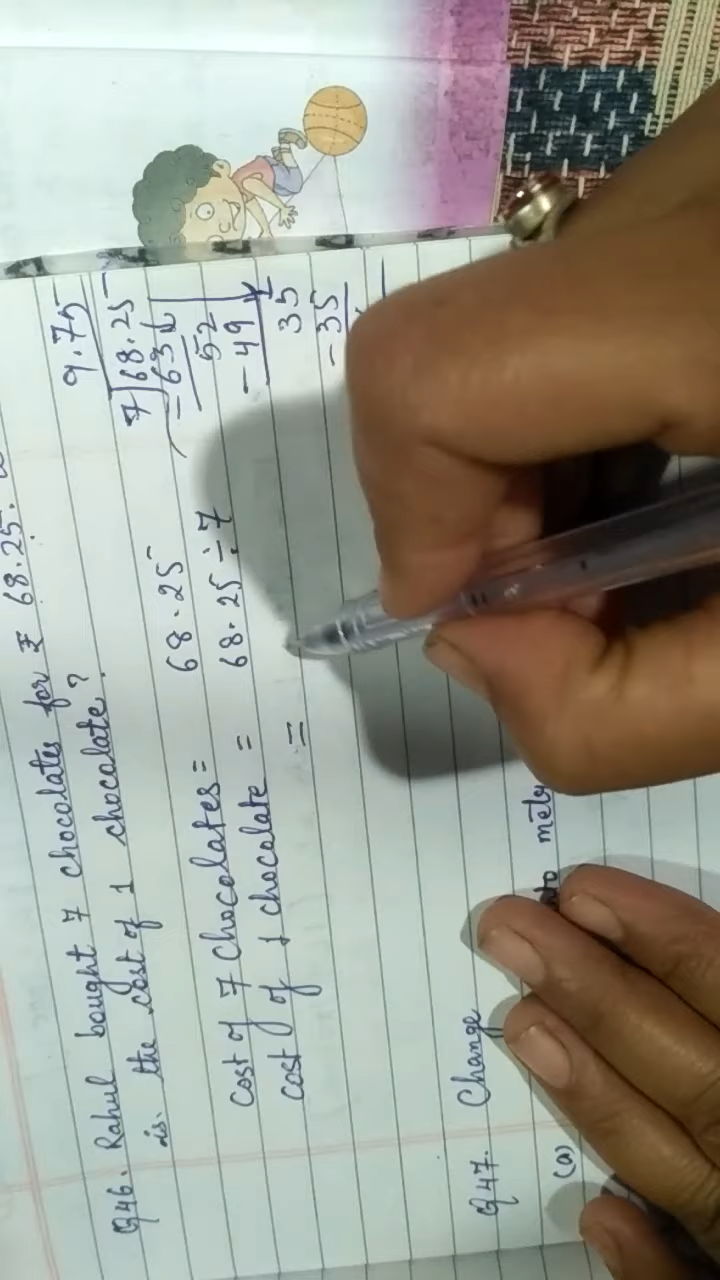 Q46. Rahul bought 7 chocolates for ₹ 68.25.
is the cost of 1 chocolate?
Cost of 7 Chocolates = 68.25
cost of 1 chocolate = 68.25 ÷ 7
=
9.75
7 68.25
-63
52
-49
35
-35
Q47. Change
(a)